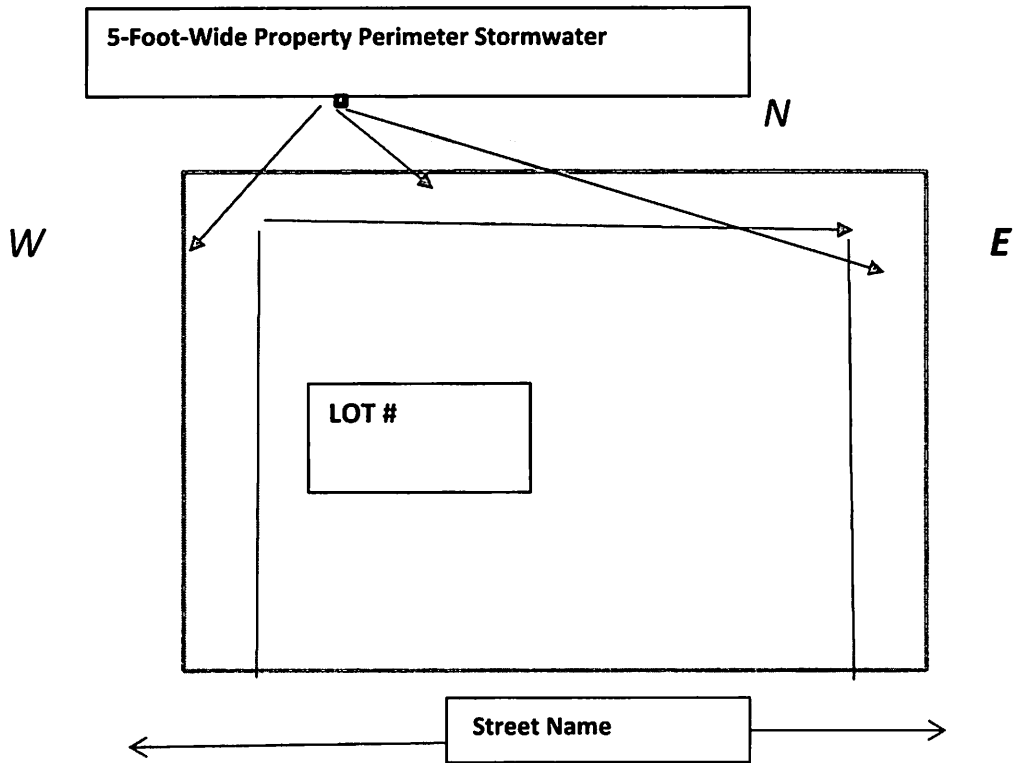 5-Foot-Wide Property Perimeter Stormwater
N
W
E
LOT #
Street Name